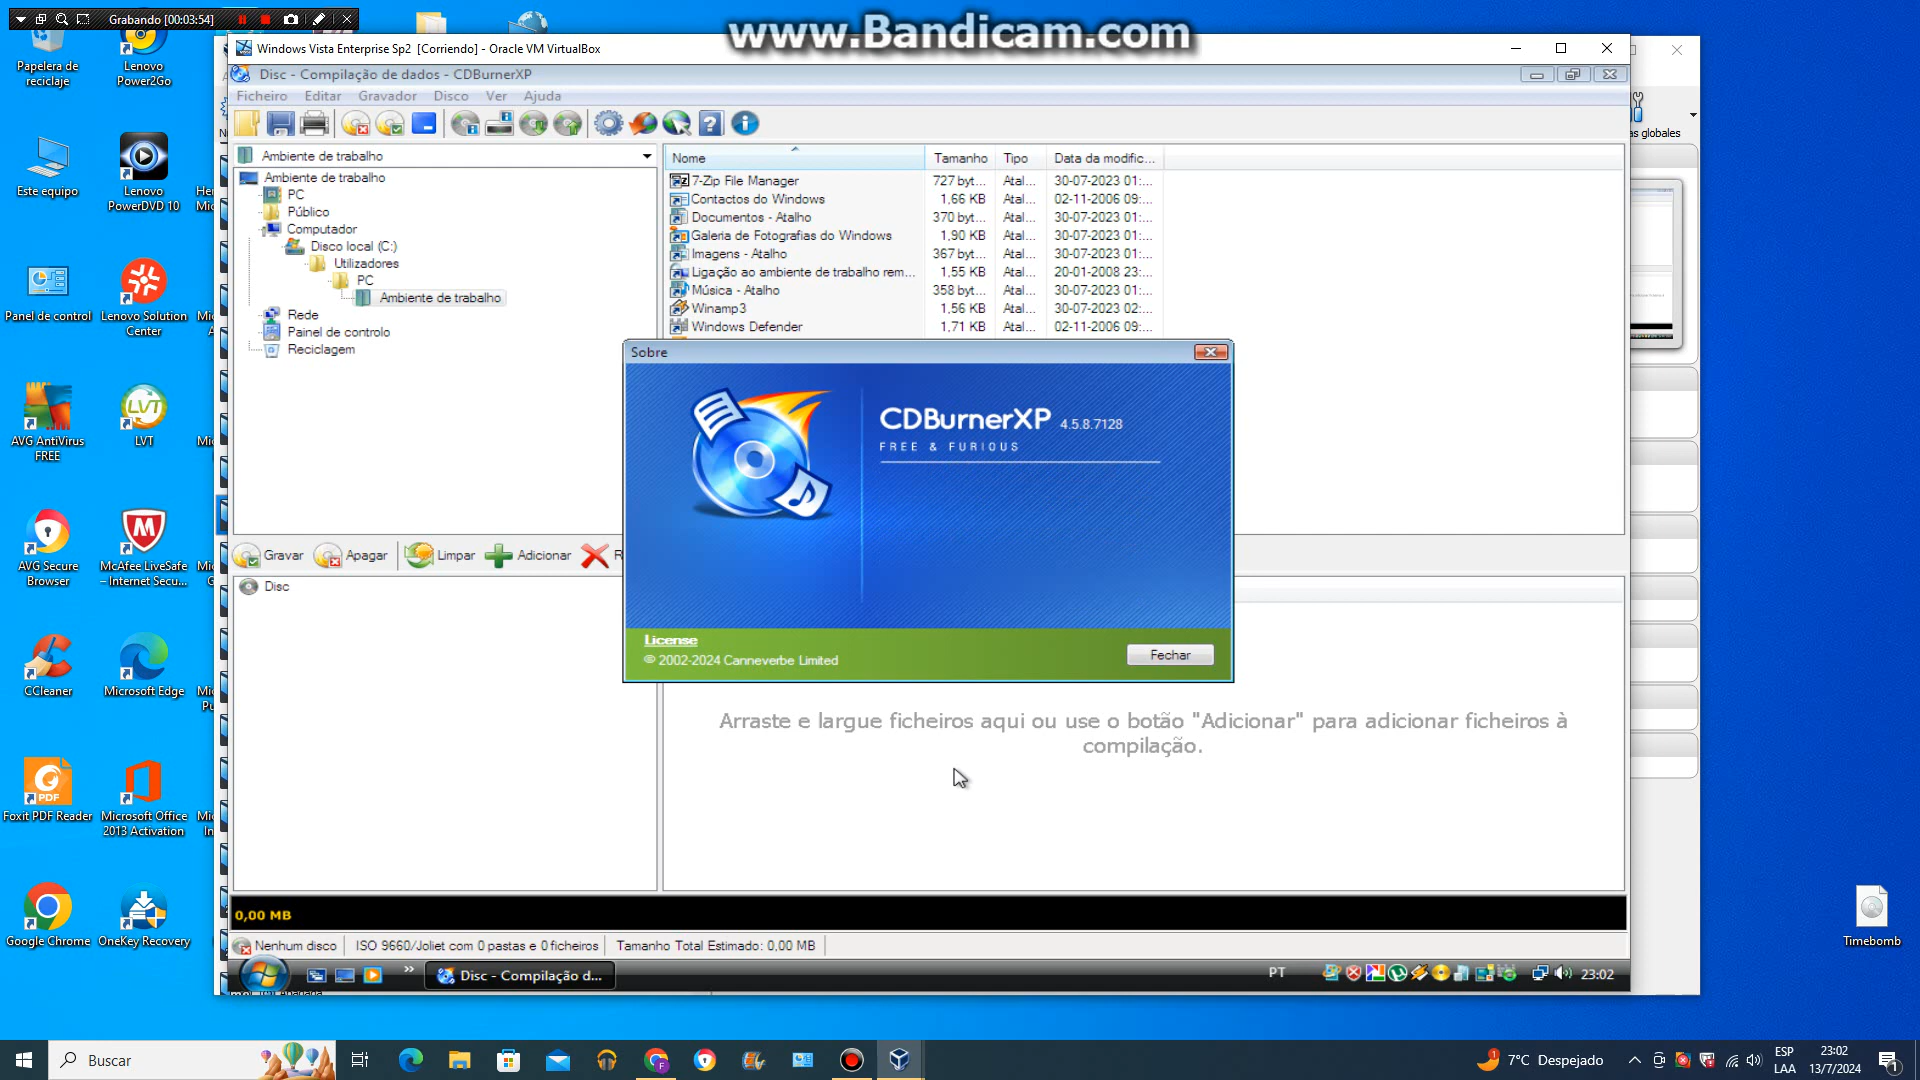 Grabando [00:03:54]
www.Bandicam.com
Papelera de reciclaje
Lenovo Power2Go
Windows Vista Enterprise Sp2 [Corriendo] - Oracle VM VirtualBox
Disc - Compilação de dados - CDBurnerXP
Ficheiro Editar Gravador Disco Ver Ajuda
as globales
Ambiente de trabalho
Ambiente de trabalho
PC
Público
Computador
Disco local (C:)
Utilizadores
PC
Ambiente de trabalho
Rede
Painel de controlo
Reciclagem
Nome Tamanho Tipo Data da modific...
7-Zip File Manager 727 byt... Atal... 30-07-2023 01:...
Contactos do Windows 1,66 KB Atal... 02-11-2006 09:...
Documentos - Atalho 370 byt... Atal... 30-07-2023 01:...
Galeria de Fotografias do Windows 1,90 KB Atal... 30-07-2023 01:...
Imagens - Atalho 367 byt... Atal... 30-07-2023 01:...
Ligação ao ambiente de trabalho rem... 1,55 KB Atal... 20-01-2008 23:...
Música - Atalho 358 byt... Atal... 30-07-2023 01:...
Winamp3 1,56 KB Atal... 30-07-2023 02:...
Windows Defender 1,71 KB Atal... 02-11-2006 09:...
Sobre
CDBurnerXP 4.5.8.7128
FREE & FURIOUS
License
© 2002-2024 Canneverbe Limited
Fechar
Gravar Apagar Limpar Adicionar R
Disc
Arraste e largue ficheiros aqui ou use o botão "Adicionar" para adicionar ficheiros à
compilação.
0,00 MB
Nenhum disco ISO 9660/Joliet com 0 pastas e 0 ficheiros Tamanho Total Estimado: 0,00 MB
Disc - Compilação d...
PT
23:02
Este equipo
Lenovo PowerDVD 10
Panel de control
Lenovo Solution Center
AVG AntiVirus FREE
LVT
AVG Secure Browser
McAfee LiveSafe – Internet Secu...
CCleaner
Microsoft Edge
Foxit PDF Reader
Microsoft Office 2013 Activation
Google Chrome
OneKey Recovery
Timebomb
Buscar
7°C Despejado
ESP
LAA
23:02
13/7/2024